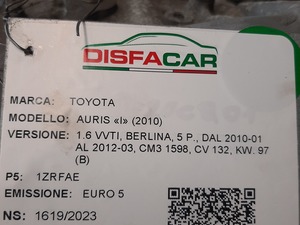 DISFACAR
MARCA: TOYOTA
MODELLO: AURIS «I» (2010)
VERSIONE: 1.6 VVTI, BERLINA, 5 P., DAL 2010-01
AL 2012-03, CM3 1598, CV 132, KW. 97
(B)
P5: 1ZRFAE
EMISSIONE: EURO 5
NS: 1619/2023